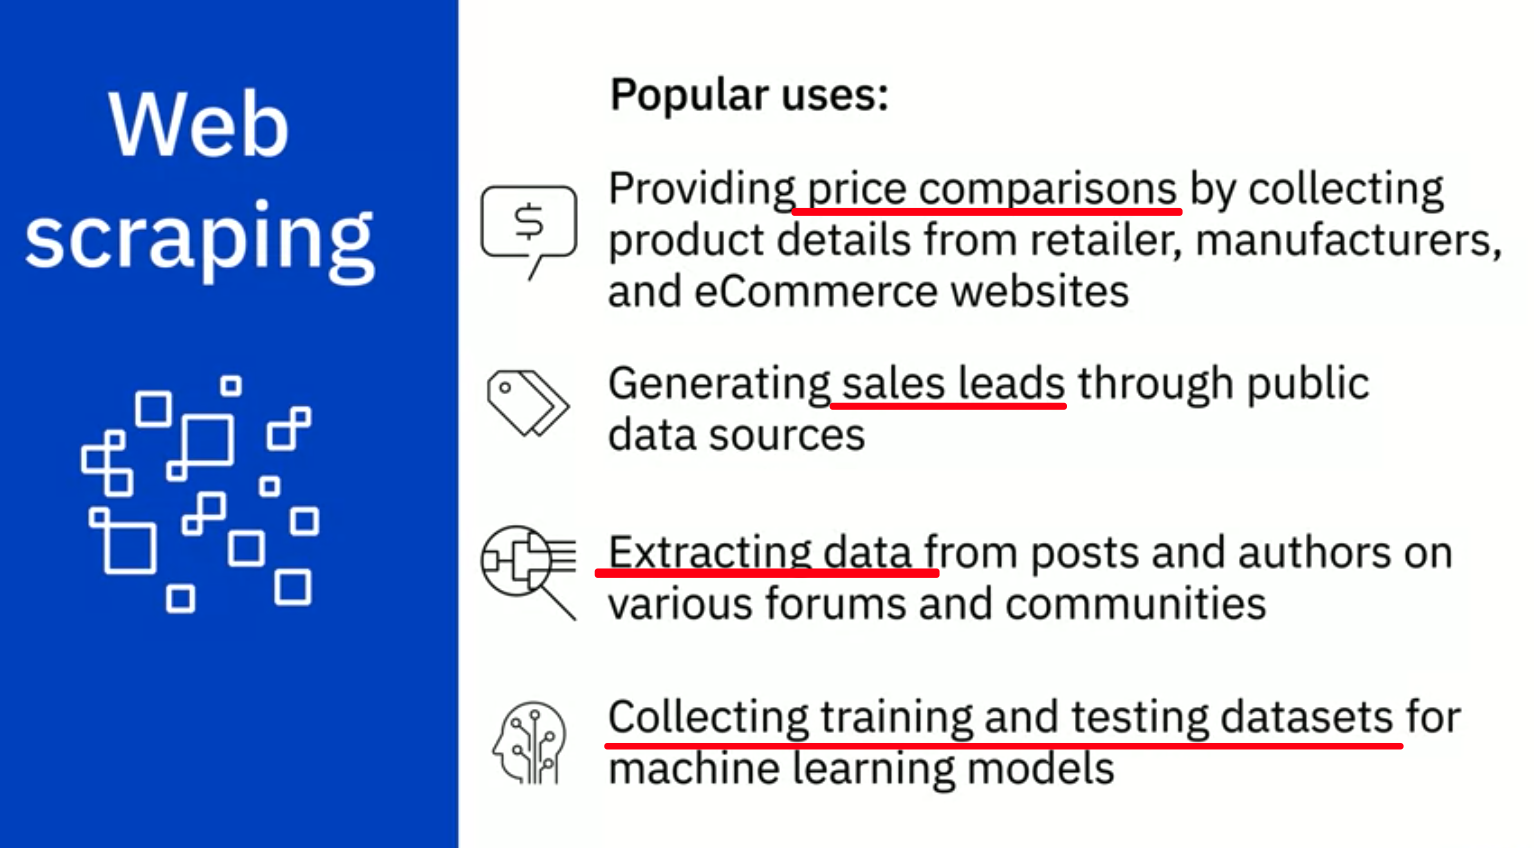 Web
scraping
Popular uses:
$
Providing price comparisons by collecting
product details from retailer, manufacturers,
and eCommerce websites
Generating sales leads through public
data sources
Extracting data from posts and authors on
various forums and communities
Collecting training and testing datasets for
machine learning models